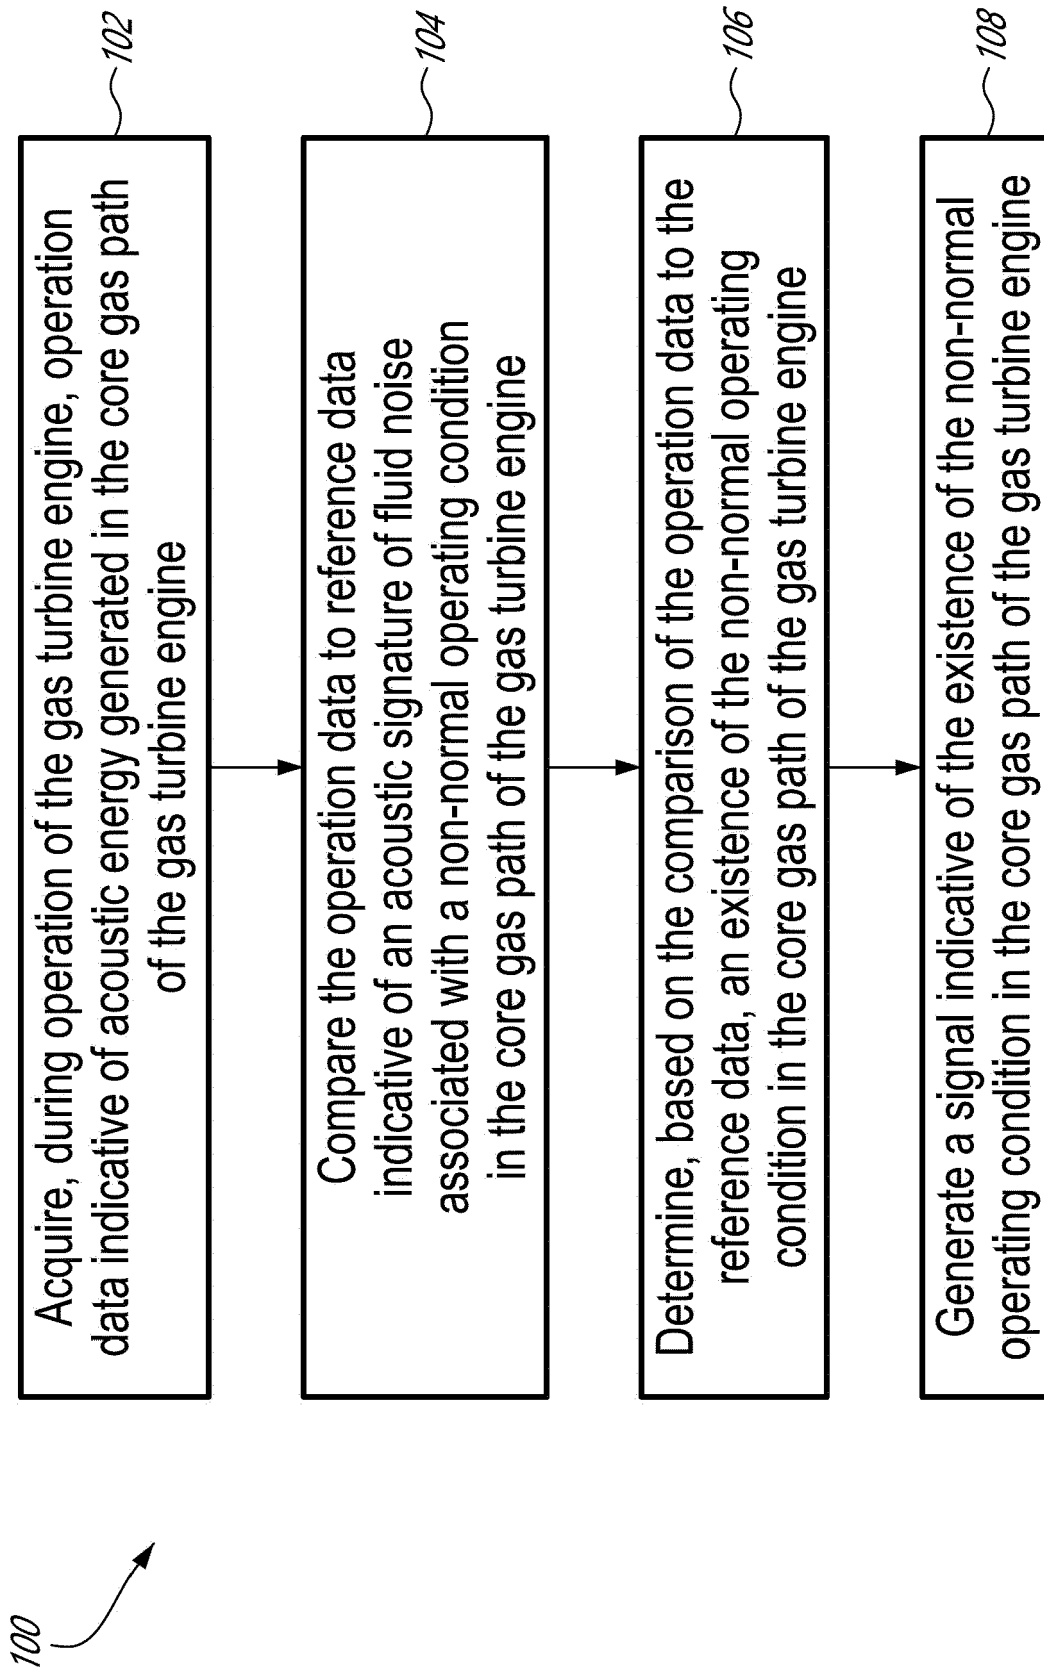 100
102
Acquire, during operation of the gas turbine engine, operation
data indicative of acoustic energy generated in the core gas path
of the gas turbine engine
104
Compare the operation data to reference data
indicative of an acoustic signature of fluid noise
associated with a non-normal operating condition
in the core gas path of the gas turbine engine
106
Determine, based on the comparison of the operation data to the
reference data, an existence of the non-normal operating
condition in the core gas path of the gas turbine engine
108
Generate a signal indicative of the existence of the non-normal
operating condition in the core gas path of the gas turbine engine